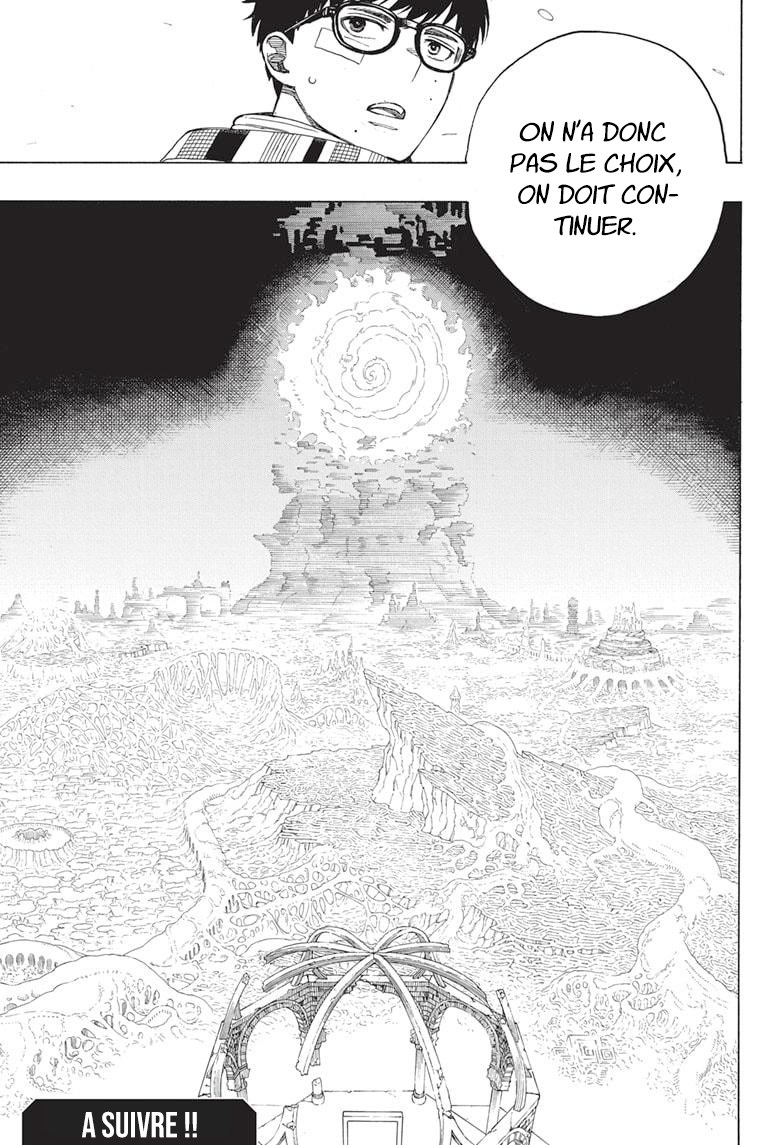 ON N'A DONC
PAS LE CHOIX,
ON DOIT CON-
TINUER.
A SUIVRE !!